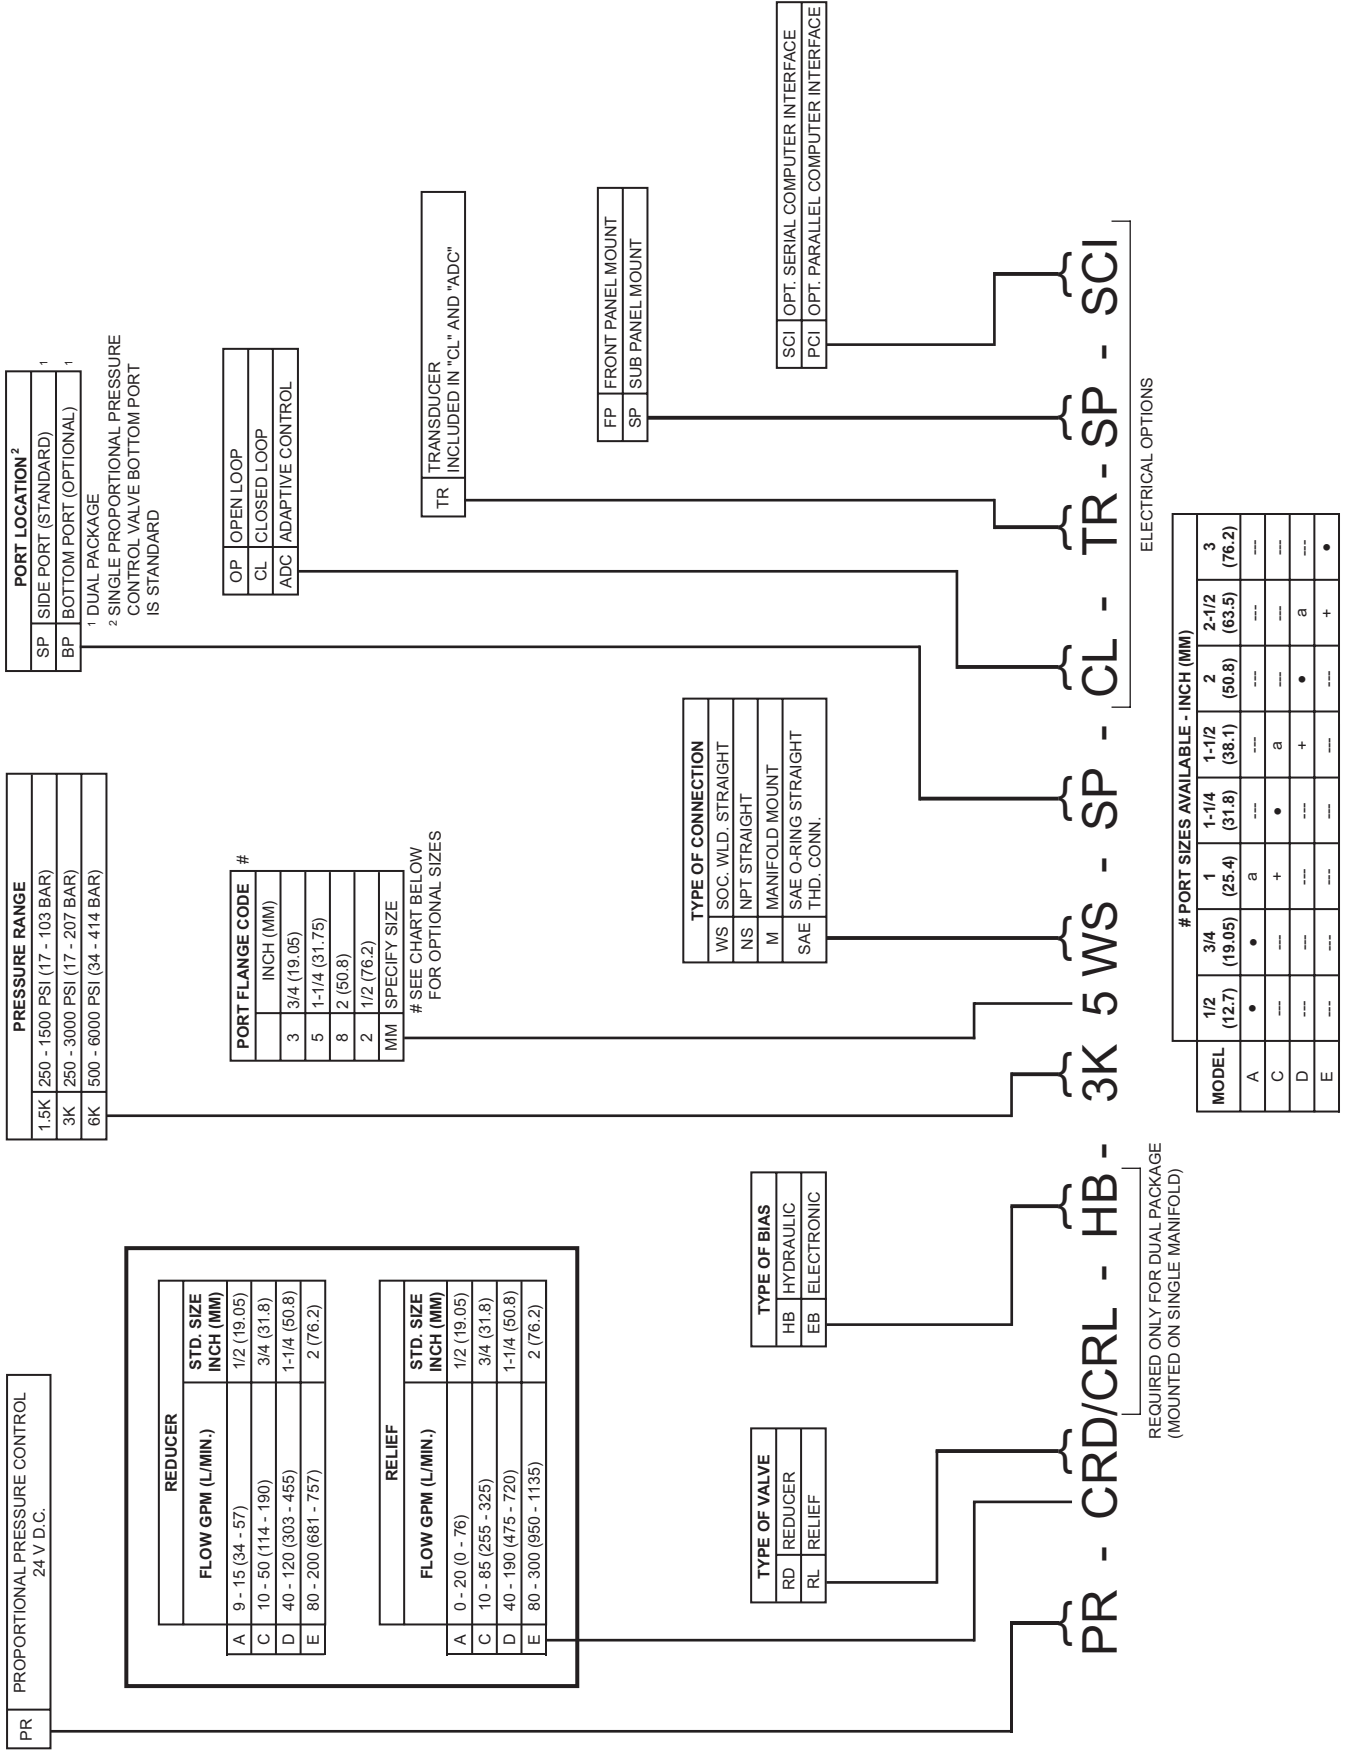 PR PROPORTIONAL PRESSURE CONTROL
24 V D.C.
REDUCER
FLOW GPM (L/MIN.) STD. SIZE
INCH (MM)
A 9 - 15 (34 - 57) 1/2 (19.05)
C 10 - 50 (114 - 190) 3/4 (31.8)
D 40 - 120 (303 - 455) 1-1/4 (50.8)
E 80 - 200 (681 - 757) 2 (76.2)
RELIEF
FLOW GPM (L/MIN.) STD. SIZE
INCH (MM)
A 0 - 20 (0 - 76) 1/2 (19.05)
C 10 - 85 (255 - 325) 3/4 (31.8)
D 40 - 190 (475 - 720) 1-1/4 (50.8)
E 80 - 300 (950 - 1135) 2 (76.2)
PRESSURE RANGE
1.5K 250 - 1500 PSI (17 - 103 BAR)
3K 250 - 3000 PSI (17 - 207 BAR)
6K 500 - 6000 PSI (34 - 414 BAR)
PORT LOCATION ²
SP SIDE PORT (STANDARD) ¹
BP BOTTOM PORT (OPTIONAL) ¹
¹ DUAL PACKAGE
² SINGLE PROPORTIONAL PRESSURE
CONTROL VALVE BOTTOM PORT
IS STANDARD
PORT FLANGE CODE #
INCH (MM)
3 3/4 (19.05)
5 1-1/4 (31.75)
8 2 (50.8)
2 1/2 (76.2)
MM SPECIFY SIZE
# SEE CHART BELOW
FOR OPTIONAL SIZES
OP OPEN LOOP
CL CLOSED LOOP
ADC ADAPTIVE CONTROL
TR TRANSDUCER
INCLUDED IN "CL" AND "ADC"
FP FRONT PANEL MOUNT
SP SUB PANEL MOUNT
TYPE OF VALVE
RD REDUCER
RL RELIEF
TYPE OF BIAS
HB HYDRAULIC
EB ELECTRONIC
TYPE OF CONNECTION
WS SOC. WLD. STRAIGHT
NS NPT STRAIGHT
M MANIFOLD MOUNT
SAE SAE O-RING STRAIGHT
THD. CONN.
SCI OPT. SERIAL COMPUTER INTERFACE
PCI OPT. PARALLEL COMPUTER INTERFACE
PR - CRD/CRL - HB - 3K 5 WS - SP - CL - TR - SP - SCI
REQUIRED ONLY FOR DUAL PACKAGE
(MOUNTED ON SINGLE MANIFOLD)
ELECTRICAL OPTIONS
# PORT SIZES AVAILABLE - INCH (MM)
MODEL 1/2 (12.7) 3/4 (19.05) 1 (25.4) 1-1/4 (31.8) 1-1/2 (38.1) 2 (50.8) 2-1/2 (63.5) 3 (76.2)
A • • a --- --- --- --- ---
C --- --- + • a --- --- ---
D --- --- --- --- + • a ---
E --- --- --- --- --- --- + •